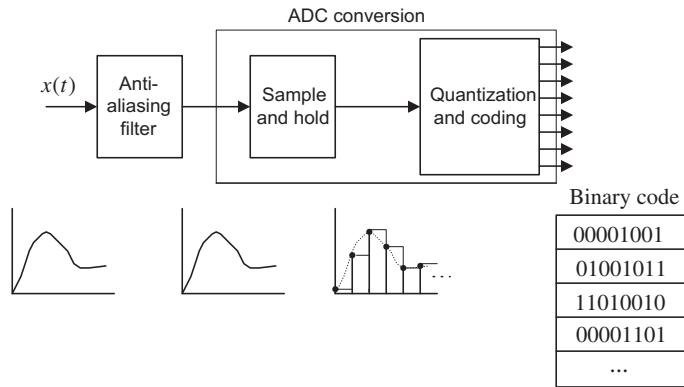 ADC conversion
x(t)
Anti-
aliasing
filter
Sample
and hold
Quantization
and coding
Binary code
00001001
01001011
11010010
00001101
...
...